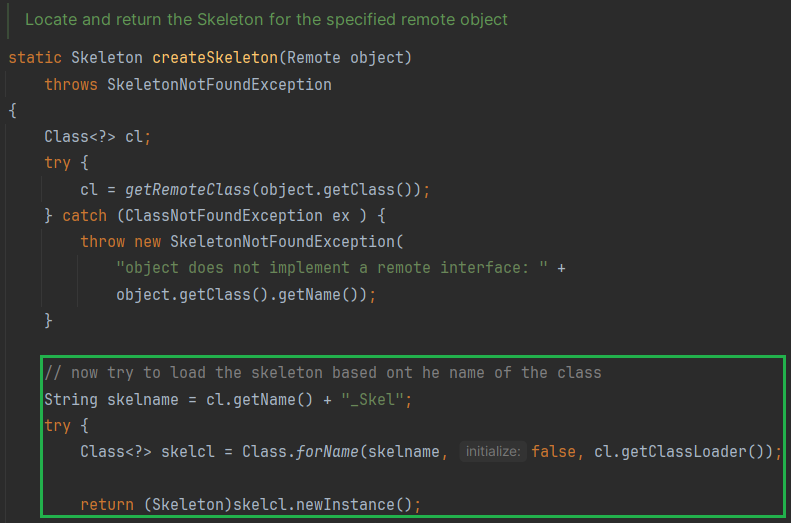 Locate and return the Skeleton for the specified remote object
static Skeleton createSkeleton(Remote object)
throws SkeletonNotFoundException
{
Class<?> cl;
try {
cl = getRemoteClass(object.getClass());
} catch (ClassNotFoundException ex ) {
throw new SkeletonNotFoundException(
"object does not implement a remote interface: " +
object.getClass().getName());
}
// now try to load the skeleton based ont he name of the class
String skelname = cl.getName() + "_Skel";
try {
Class<?> skelcl = Class.forName(skelname, initialize: false, cl.getClassLoader());
return (Skeleton)skelcl.newInstance();